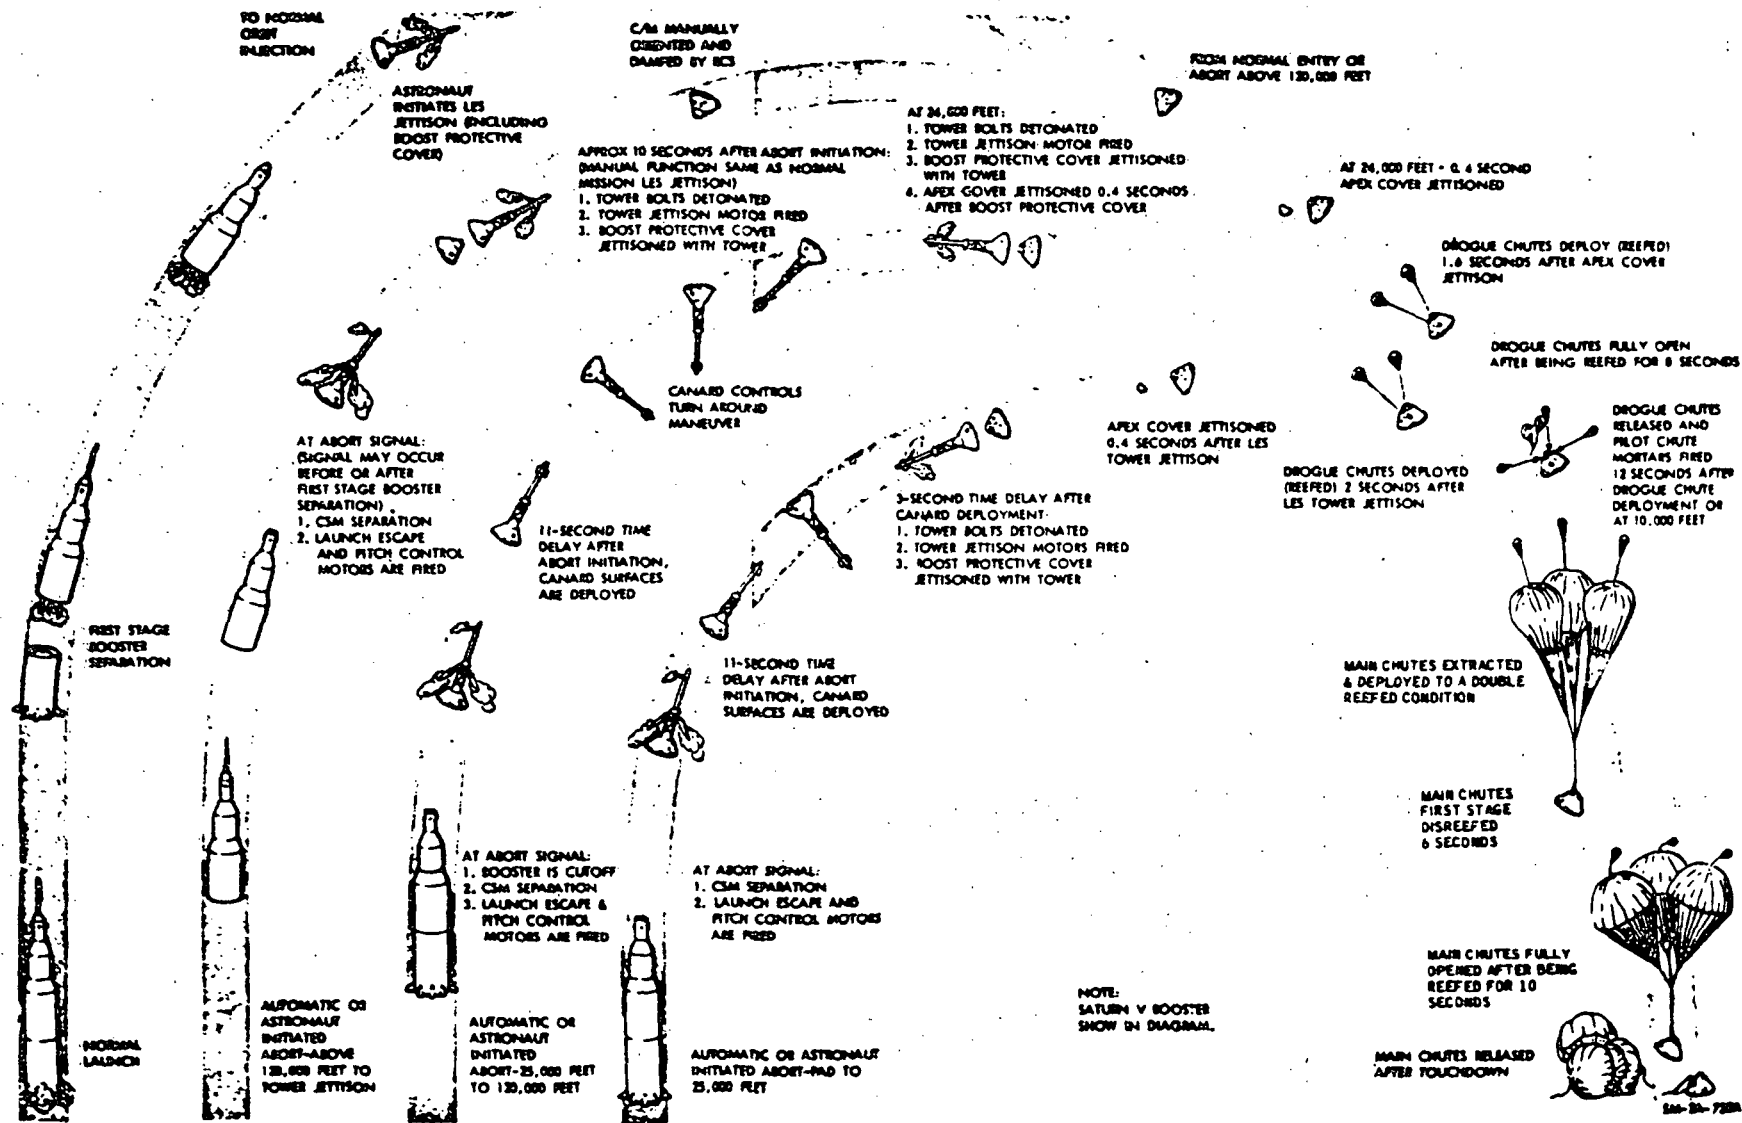 TO NORMAL
ORBIT
INJECTION
ASTRONAUT
INITIATES LES
JETTISON (INCLUDING
BOOST PROTECTIVE
COVER)
C/M MANUALLY
ORIENTED AND
DAMPED BY RCS
FROM NORMAL ENTRY OR
ABORT ABOVE 120,000 FEET
APPROX 10 SECONDS AFTER ABORT INITIATION:
(MANUAL FUNCTION SAME AS NORMAL
MISSION LES JETTISON)
1. TOWER BOLTS DETONATED
2. TOWER JETTISON MOTOR FIRED
3. BOOST PROTECTIVE COVER
JETTISONED WITH TOWER
AT 24,000 FEET:
1. TOWER BOLTS DETONATED
2. TOWER JETTISON MOTOR FIRED
3. BOOST PROTECTIVE COVER JETTISONED
WITH TOWER
4. APEX COVER JETTISONED 0.4 SECONDS
AFTER BOOST PROTECTIVE COVER
AT 24,000 FEET + 0.4 SECOND
APEX COVER JETTISONED
DROGUE CHUTES DEPLOY (REEFED)
1.6 SECONDS AFTER APEX COVER
JETTISON
DROGUE CHUTES FULLY OPEN
AFTER BEING REEFED FOR 8 SECONDS
CANARD CONTROLS
TURN AROUND
MANEUVER
AT ABORT SIGNAL:
(SIGNAL MAY OCCUR
BEFORE OR AFTER
FIRST STAGE BOOSTER
SEPARATION)
1. CSM SEPARATION
2. LAUNCH ESCAPE
AND PITCH CONTROL
MOTORS ARE FIRED
11-SECOND TIME
DELAY AFTER
ABORT INITIATION,
CANARD SURFACES
ARE DEPLOYED
3-SECOND TIME DELAY AFTER
CANARD DEPLOYMENT
1. TOWER BOLTS DETONATED
2. TOWER JETTISON MOTORS FIRED
3. BOOST PROTECTIVE COVER
JETTISONED WITH TOWER
APEX COVER JETTISONED
0.4 SECONDS AFTER LES
TOWER JETTISON
DROGUE CHUTES DEPLOYED
(REEFED) 2 SECONDS AFTER
LES TOWER JETTISON
DROGUE CHUTES
RELEASED AND
PILOT CHUTE
MORTARS FIRED
12 SECONDS AFTER
DROGUE CHUTE
DEPLOYMENT OR
AT 10,000 FEET
FIRST STAGE
BOOSTER
SEPARATION
11-SECOND TIME
DELAY AFTER ABORT
INITIATION, CANARD
SURFACES ARE DEPLOYED
MAIN CHUTES EXTRACTED
& DEPLOYED TO A DOUBLE
REEFED CONDITION
MAIN CHUTES
FIRST STAGE
DISREEFED
6 SECONDS
AT ABORT SIGNAL:
1. BOOSTER IS CUTOFF
2. CSM SEPARATION
3. LAUNCH ESCAPE &
PITCH CONTROL
MOTORS ARE FIRED
AT ABORT SIGNAL:
1. CSM SEPARATION
2. LAUNCH ESCAPE AND
PITCH CONTROL MOTORS
ARE FIRED
MAIN CHUTES FULLY
OPENED AFTER BEING
REEFED FOR 10
SECONDS
NORMAL
LAUNCH
AUTOMATIC OR
ASTRONAUT
INITIATED
ABORT-ABOVE
120,000 FEET TO
TOWER JETTISON
AUTOMATIC OR
ASTRONAUT
INITIATED
ABORT-25,000 FEET
TO 120,000 FEET
AUTOMATIC OR ASTRONAUT
INITIATED ABORT-PAD TO
25,000 FEET
NOTE:
SATURN V BOOSTER
SHOW IN DIAGRAM.
MAIN CHUTES RELEASED
AFTER TOUCHDOWN